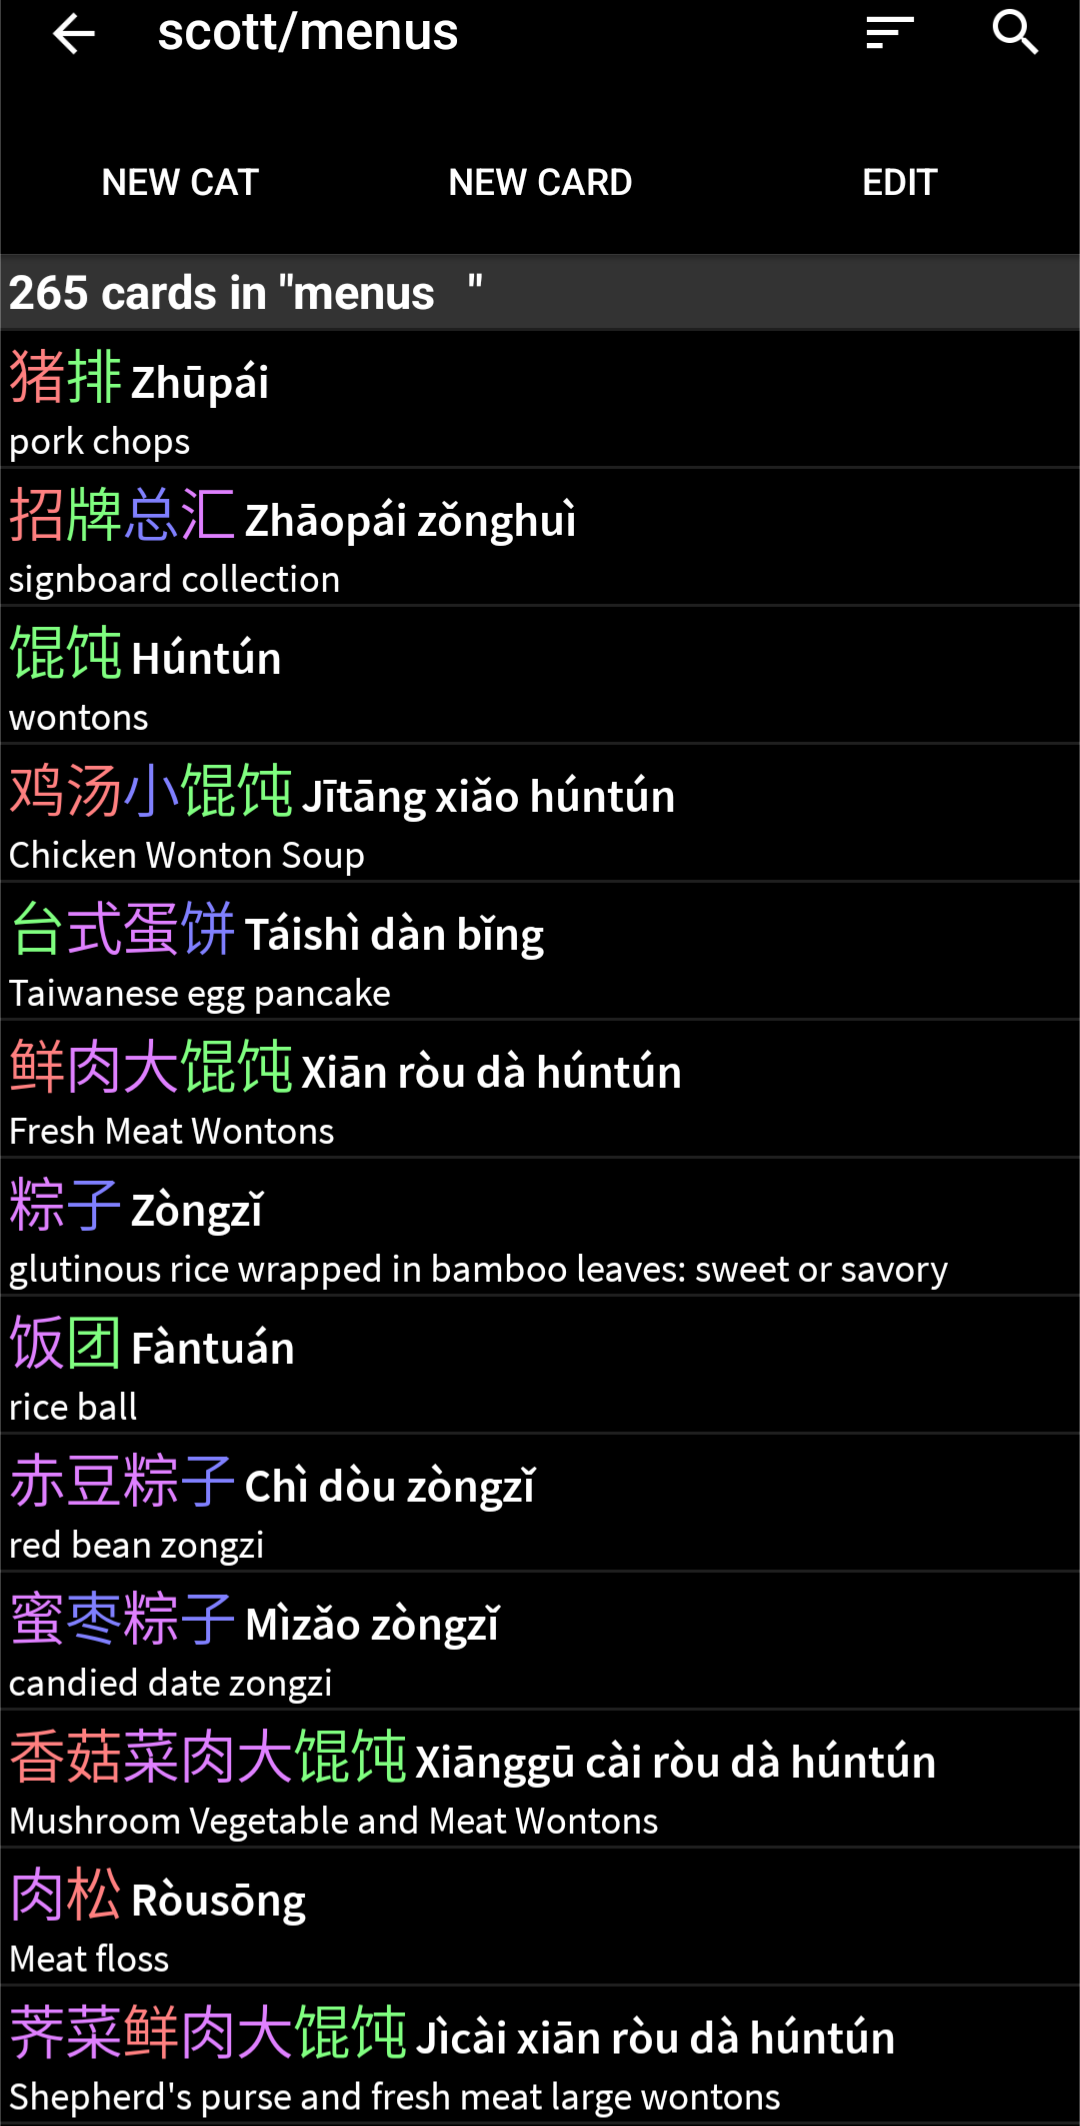 scott/menus
NEW CAT NEW CARD EDIT
265 cards in "menus   "
猪排 Zhūpái
pork chops
招牌总汇 Zhāopái zǒnghuì
signboard collection
馄饨 Húntún
wontons
鸡汤小馄饨 Jītāng xiǎo húntún
Chicken Wonton Soup
台式蛋饼 Táishì dàn bǐng
Taiwanese egg pancake
鲜肉大馄饨 Xiān ròu dà húntún
Fresh Meat Wontons
粽子 Zòngzǐ
glutinous rice wrapped in bamboo leaves: sweet or savory
饭团 Fàntuán
rice ball
赤豆粽子 Chì dòu zòngzǐ
red bean zongzi
蜜枣粽子 Mìzǎo zòngzǐ
candied date zongzi
香菇菜肉大馄饨 Xiānggū cài ròu dà húntún
Mushroom Vegetable and Meat Wontons
肉松 Ròusōng
Meat floss
荠菜鲜肉大馄饨 Jìcài xiān ròu dà húntún
Shepherd's purse and fresh meat large wontons